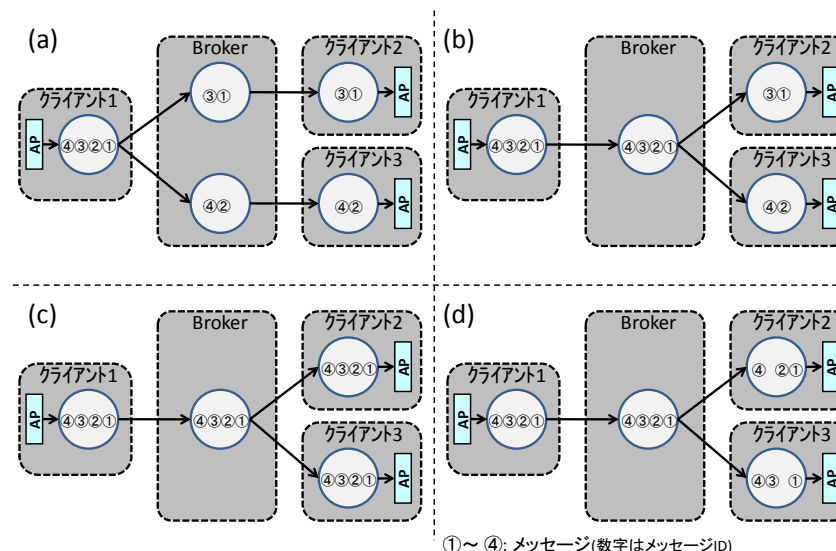 (a)
Broker
クライアント1
クライアント2
クライアント3
AP
④③②①
③①
④②
③①
AP
④②
AP
(b)
Broker
クライアント1
クライアント2
クライアント3
AP
④③②①
④③②①
③①
AP
④②
AP
(c)
Broker
クライアント1
クライアント2
クライアント3
AP
④③②①
④③②①
④③②①
AP
④③②①
AP
(d)
Broker
クライアント1
クライアント2
クライアント3
AP
④③②①
④③②①
④ ②①
AP
④③ ①
AP
①～④: メッセージ(数字はメッセージID)